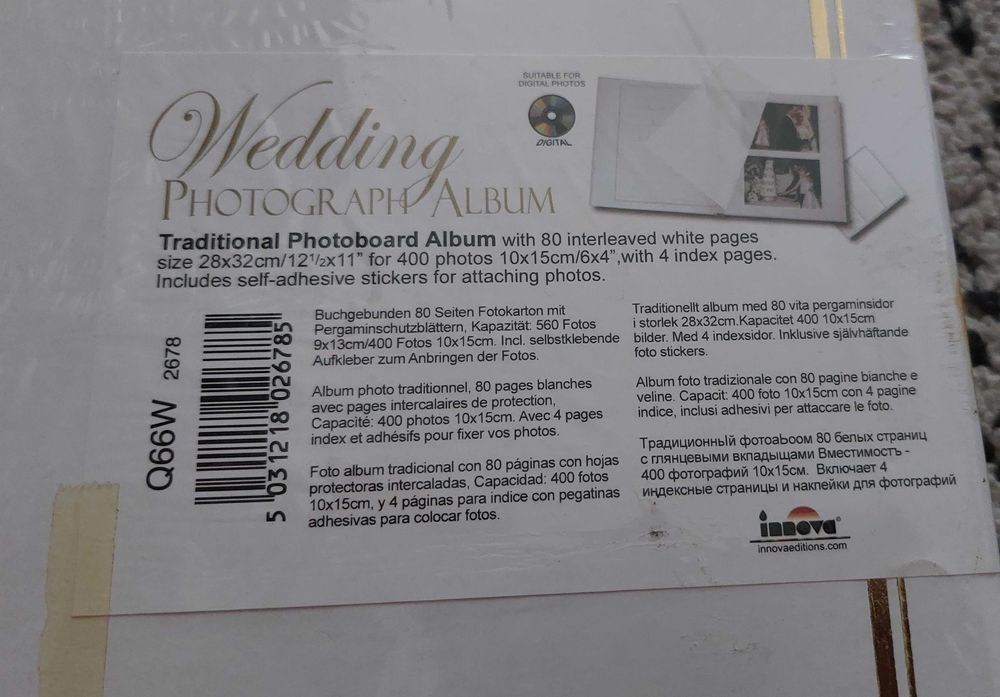 SUITABLE FOR
DIGITAL PHOTOS
DIGITAL
Wedding
PHOTOGRAPH ALBUM
Traditional Photoboard Album with 80 interleaved white pages
size 28x32cm/12½x11” for 400 photos 10x15cm/6x4”,with 4 index pages.
Includes self-adhesive stickers for attaching photos.
Q66W 2678
5 031218 026785
Buchgebunden 80 Seiten Fotokarton mit
Pergaminschutzblättern, Kapazität: 560 Fotos
9x13cm/400 Fotos 10x15cm. Incl. selbstklebende
Aufkleber zum Anbringen der Fotos.
Album photo traditionnel, 80 pages blanches
avec pages intercalaires de protection,
Capacité: 400 photos 10x15cm. Avec 4 pages
index et adhésifs pour fixer vos photos.
Foto album tradicional con 80 páginas con hojas
protectoras intercaladas, Capacidad: 400 fotos
10x15cm, y 4 páginas para indice con pegatinas
adhesivas para colocar fotos.
Traditionellt album med 80 vita pergaminsidor
i storlek 28x32cm.Kapacitet 400 10x15cm
bilder. Med 4 indexsidor. Inklusive självhäftande
foto stickers.
Album foto tradizionale con 80 pagine bianche e
veline. Capacit: 400 foto 10x15cm con 4 pagine
indice, inclusi adhesivi per attaccare le foto.
Традиционный фотоаьоом 80 белых страниц
с глянцевыми вкпадыщами Вместимостъ -
400 фотографий 10х15см. Включает 4
индексные страницы и накпейки для фотографий
innova®
innovaeditions.com